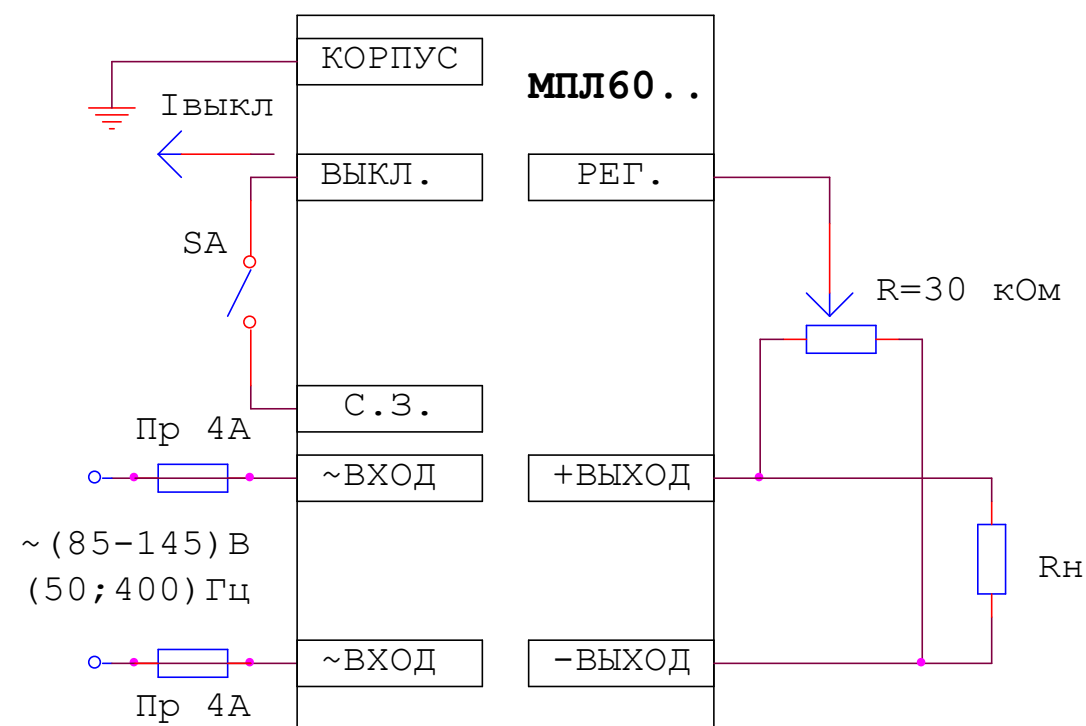 КОРПУС
МПЛ60..
Iвыкл
ВЫКЛ.
РЕГ.
SA
R=30 кОм
С.З.
Пр 4А
~ВХОД
+ВЫХОД
~(85-145)В
(50;400)Гц
Rн
~ВХОД
-ВЫХОД
Пр 4А